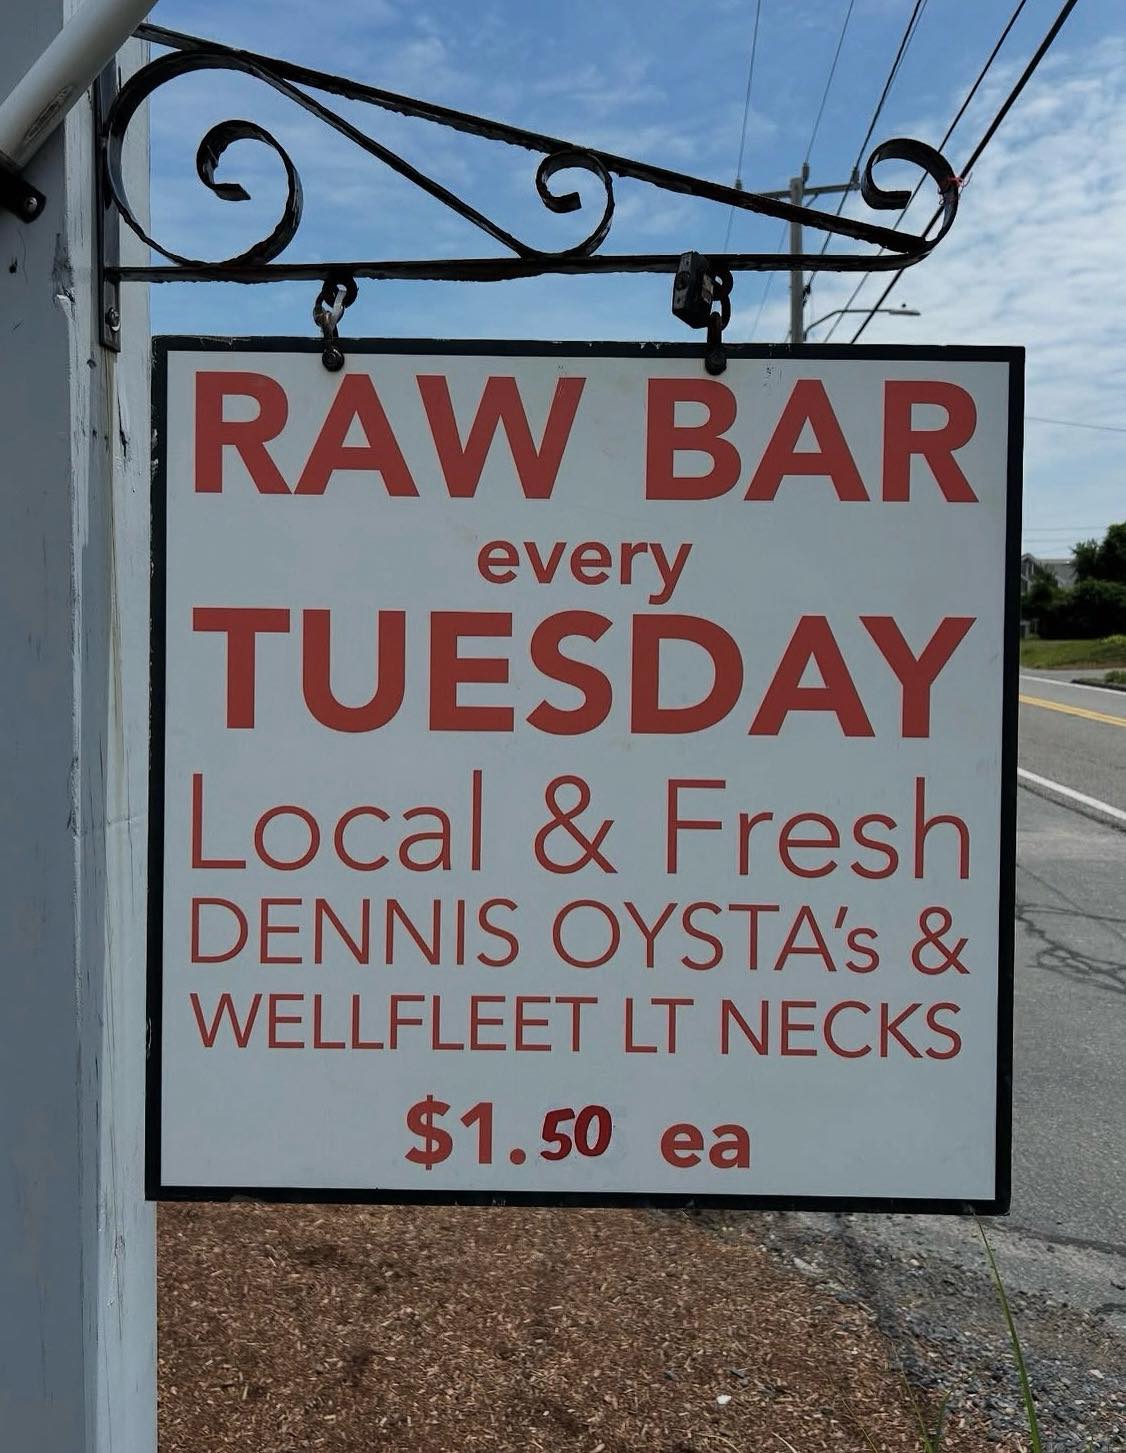 RAW BAR
every
TUESDAY
Local & Fresh
DENNIS OYSTA's &
WELLFLEET LT NECKS
$1.50 ea